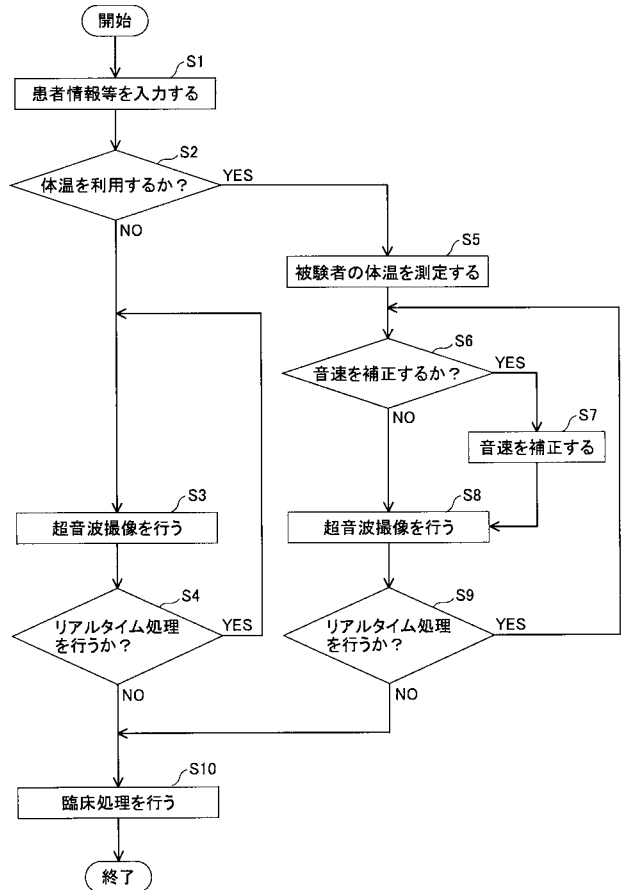 開始
S1
患者情報等を入力する
S2
体温を利用するか？
YES
NO
S5
被験者の体温を測定する
S6
音速を補正するか？
YES
NO
S7
音速を補正する
S3
超音波撮像を行う
S8
超音波撮像を行う
S4
リアルタイム処理
を行うか？
YES
NO
S9
リアルタイム処理
を行うか？
YES
NO
S10
臨床処理を行う
終了